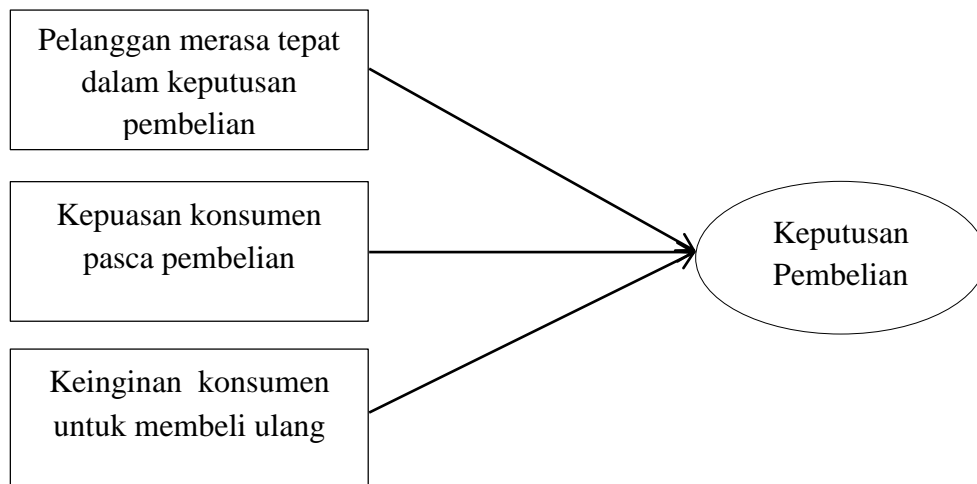 Pelanggan merasa tepat
dalam keputusan
pembelian
Kepuasan konsumen
pasca pembelian
Keinginan  konsumen
untuk membeli ulang
Keputusan
Pembelian